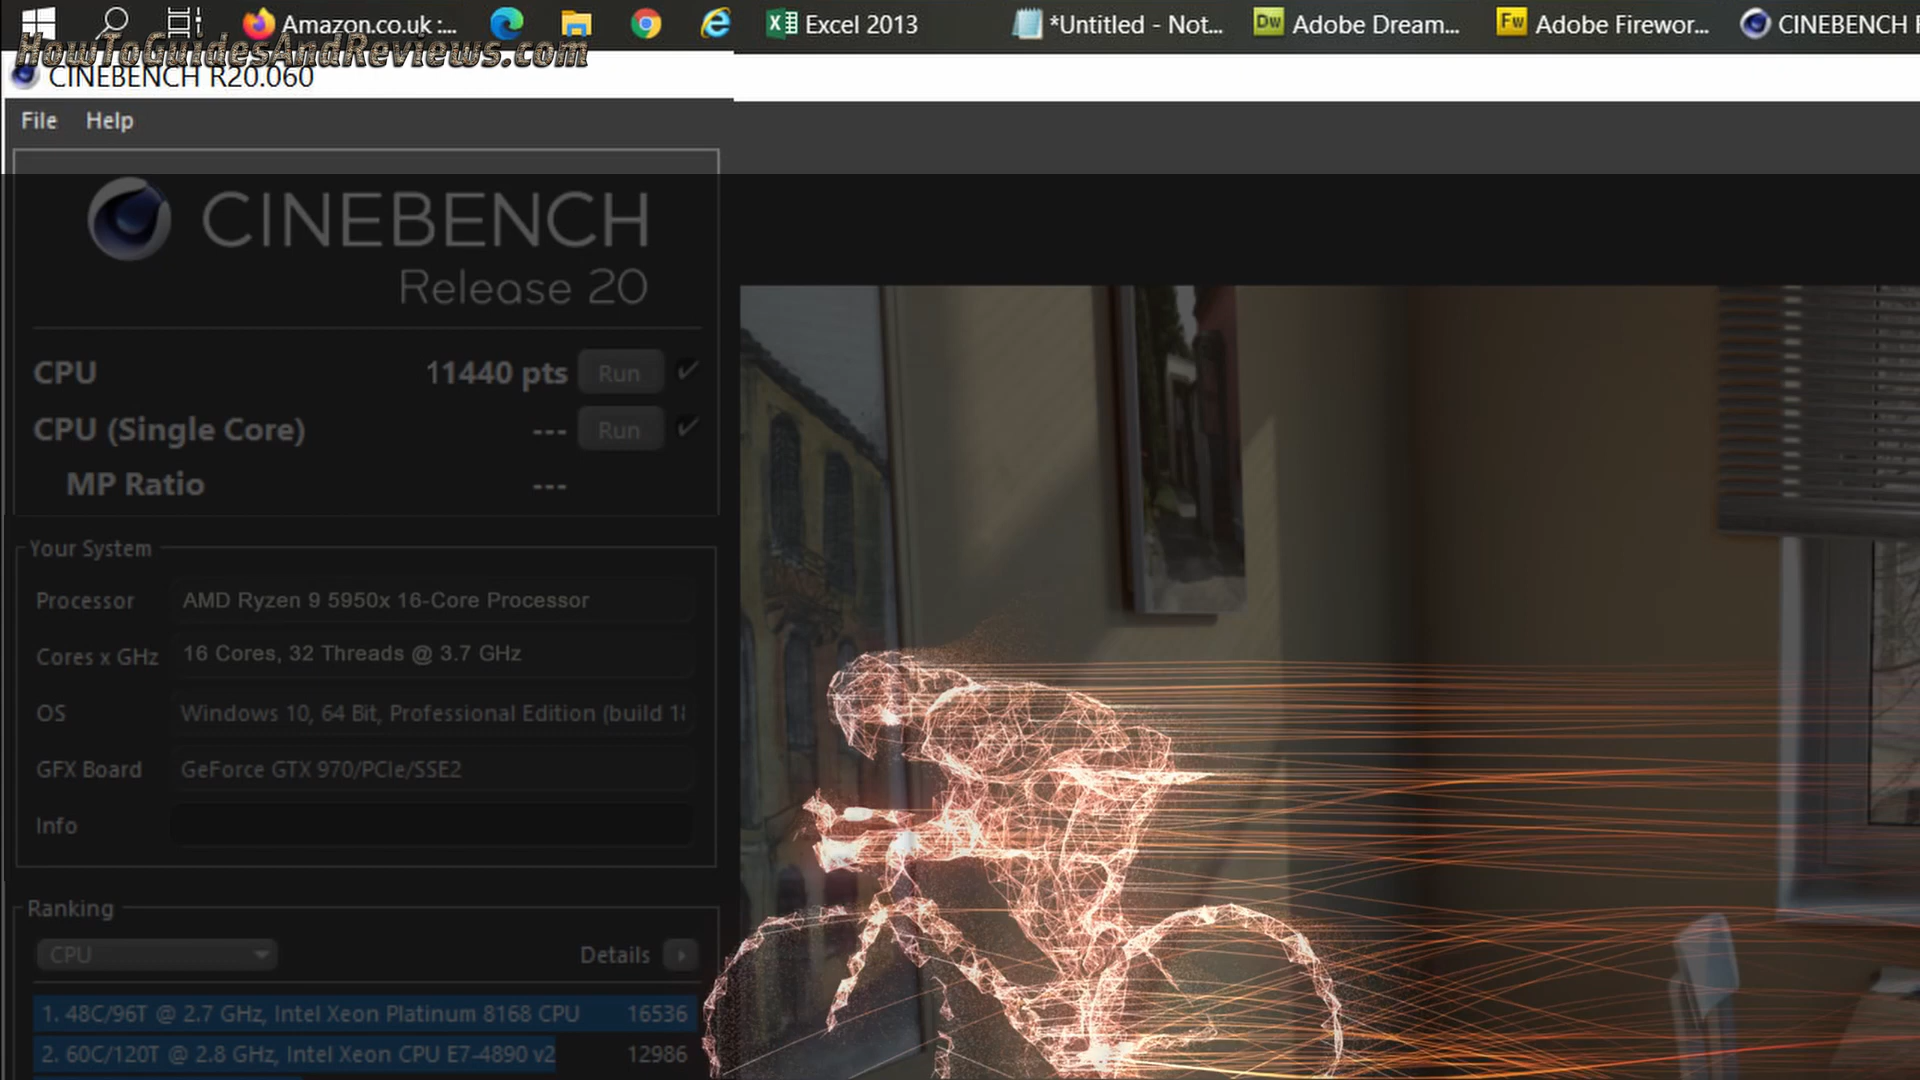 Amazon.co.uk :...
Excel 2013
*Untitled - Not...
Dw Adobe Dream...
Fw Adobe Firewor...
CINEBENCH
HowToGuidesAndReviews.com
CINEBENCH R20.060
File Help
CINEBENCH
Release 20
CPU 11440 pts Run
CPU (Single Core) --- Run
MP Ratio ---
Your System
Processor AMD Ryzen 9 5950x 16-Core Processor
Cores x GHz 16 Cores, 32 Threads @ 3.7 GHz
OS Windows 10, 64 Bit, Professional Edition (build 18
GFX Board GeForce GTX 970/PCIe/SSE2
Info
Ranking
CPU Details
1. 48C/96T @ 2.7 GHz, Intel Xeon Platinum 8168 CPU 16536
2. 60C/120T @ 2.8 GHz, Intel Xeon CPU E7-4890 v2 12986